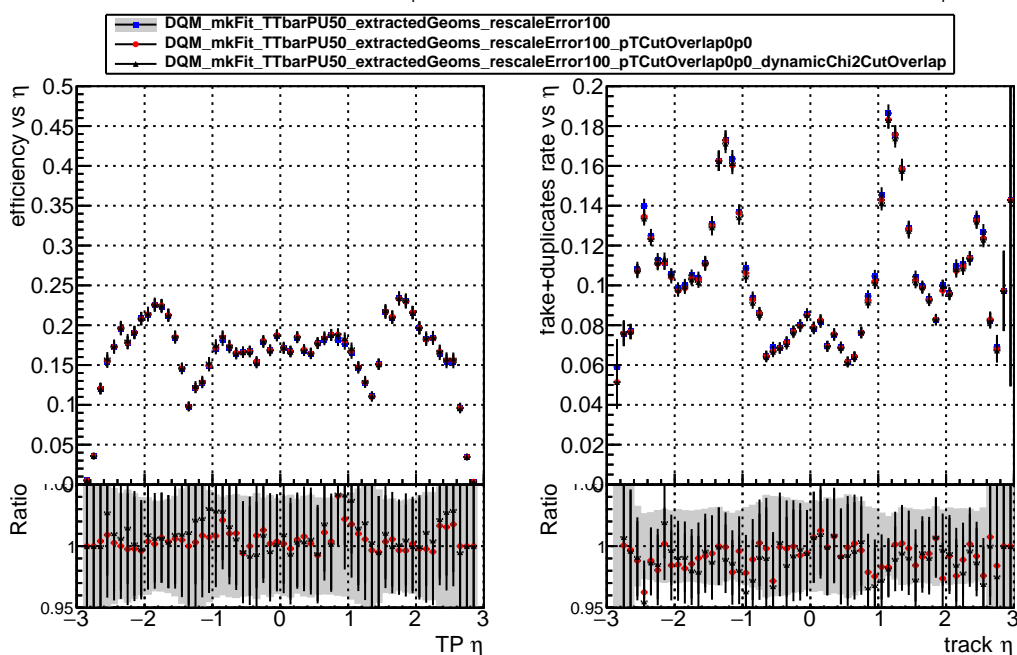 DQM_mkFit_TTbarPU50_extractedGeoms_rescaleError100
DQM_mkFit_TTbarPU50_extractedGeoms_rescaleError100_pTCutOverlap0p0
DQM_mkFit_TTbarPU50_extractedGeoms_rescaleError100_pTCutOverlap0p0_dynamicChi2CutOverlap
efficiency vs η
0.5
0.45
0.4
0.35
0.3
0.25
0.2
0.15
0.1
0.05
0
Ratio
1
0.95
−3 −2 −1 0 1 2 3
TP η
fake+duplicates rate vs η
0.2
0.18
0.16
0.14
0.12
0.1
0.08
0.06
0.04
0.02
0
Ratio
1
0.95
−3 −2 −1 0 1 2 3
track η